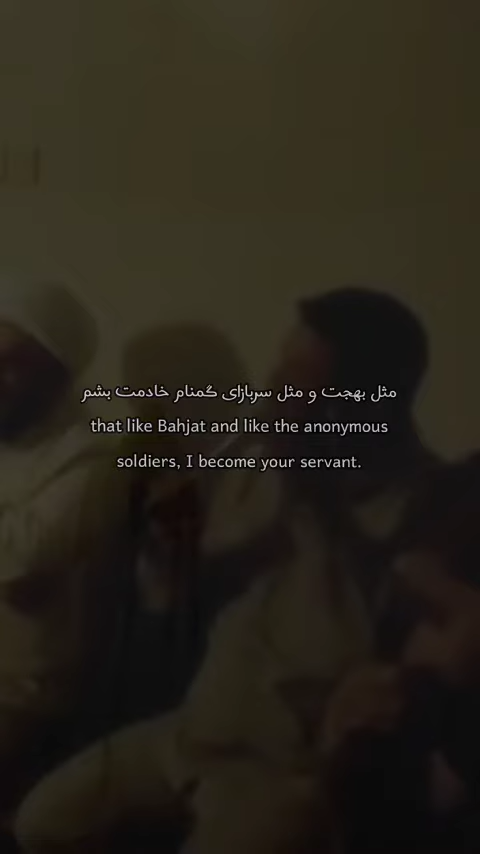 مثل بهجت و مثل سربازای گمنام خادمت بشم
that like Bahjat and like the anonymous
soldiers, I become your servant.